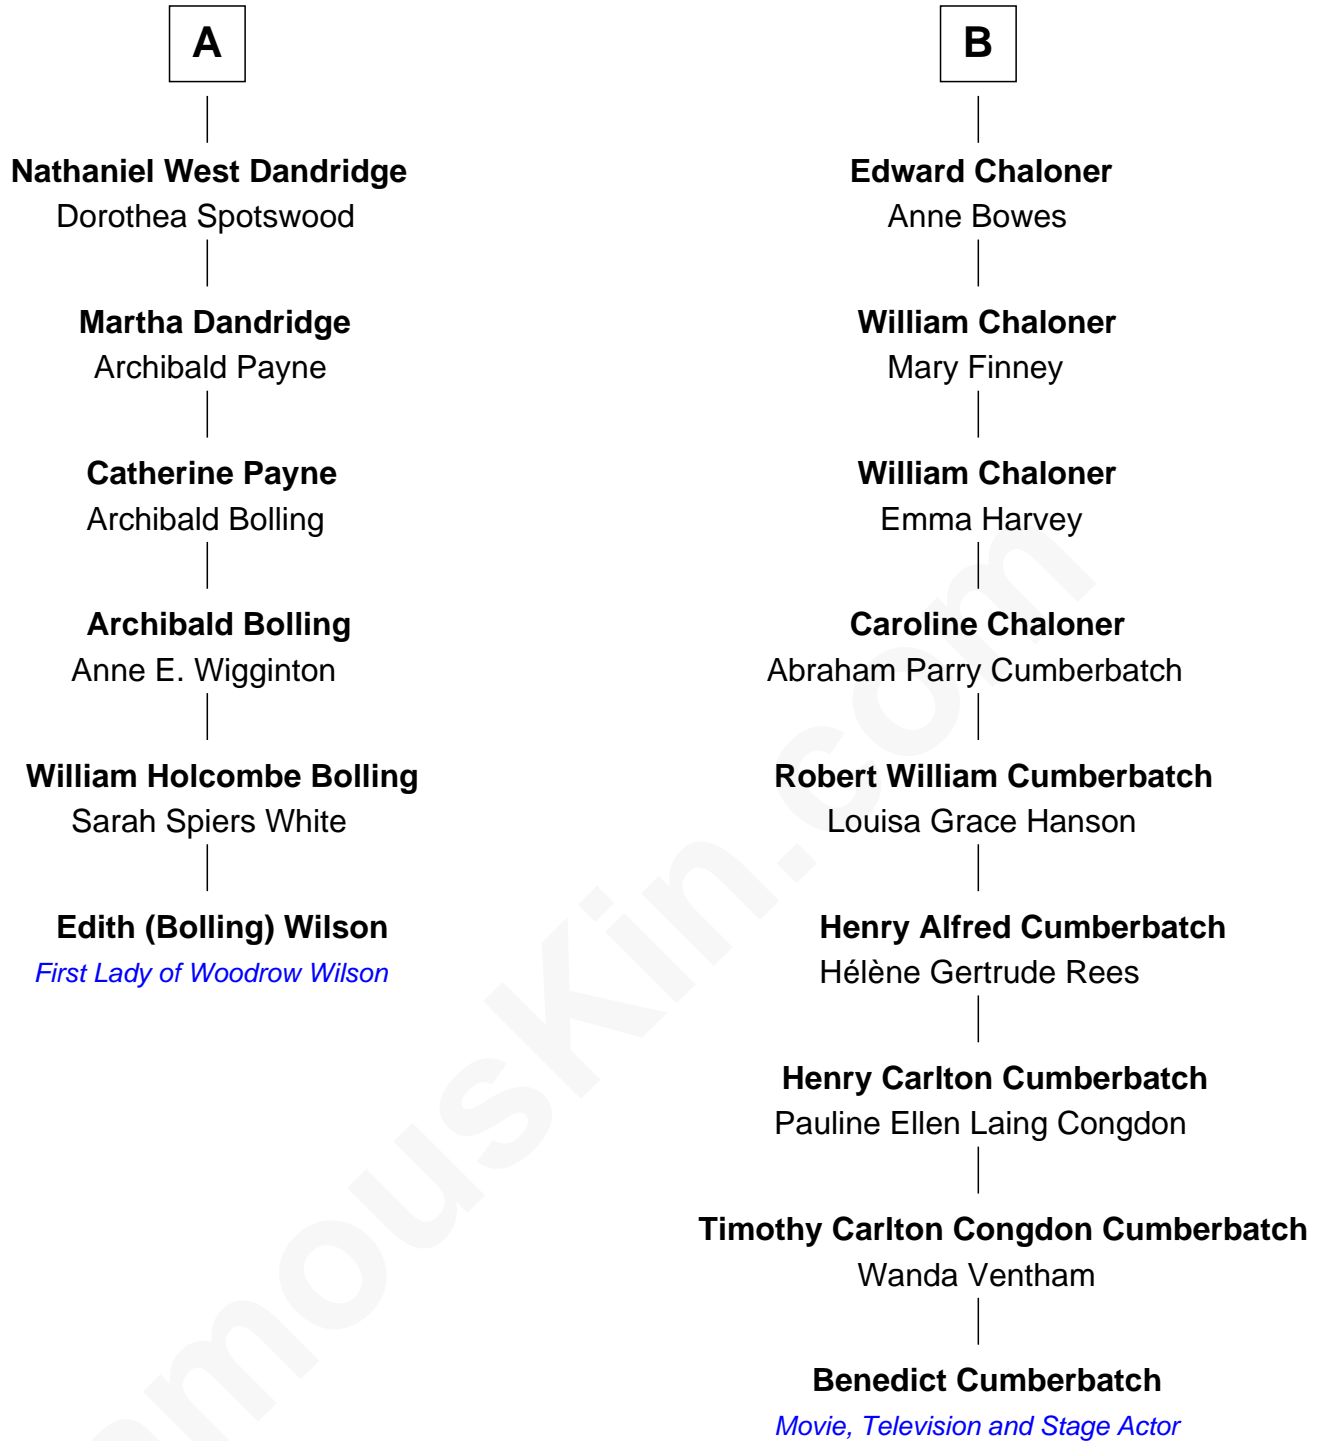 A
Nathaniel West Dandridge
Dorothea Spotswood
Martha Dandridge
Archibald Payne
Catherine Payne
Archibald Bolling
Archibald Bolling
Anne E. Wigginton
William Holcombe Bolling
Sarah Spiers White
Edith (Bolling) Wilson
First Lady of Woodrow Wilson
B
Edward Chaloner
Anne Bowes
William Chaloner
Mary Finney
William Chaloner
Emma Harvey
Caroline Chaloner
Abraham Parry Cumberbatch
Robert William Cumberbatch
Louisa Grace Hanson
Henry Alfred Cumberbatch
Hélène Gertrude Rees
Henry Carlton Cumberbatch
Pauline Ellen Laing Congdon
Timothy Carlton Congdon Cumberbatch
Wanda Ventham
Benedict Cumberbatch
Movie, Television and Stage Actor
amousKin.com